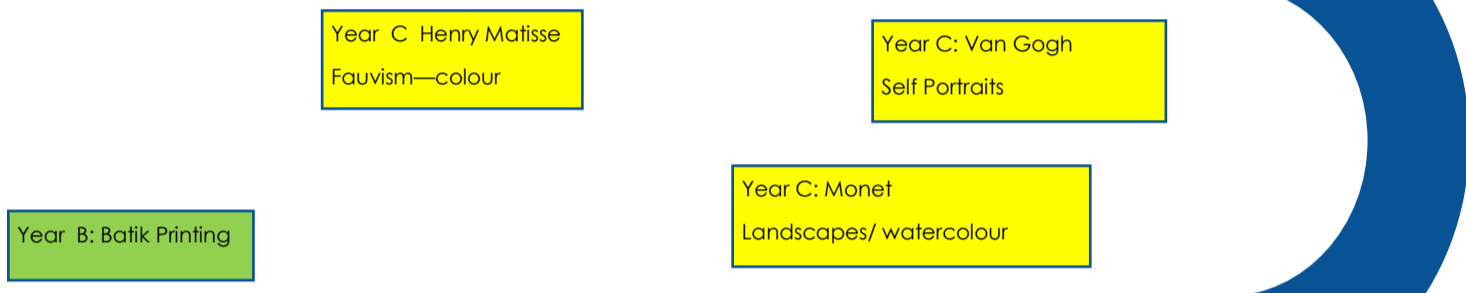 Year C Henry Matisse
Fauvism—colour
Year C: Van Gogh
Self Portraits
Year C: Monet
Landscapes/ watercolour
Year B: Batik Printing